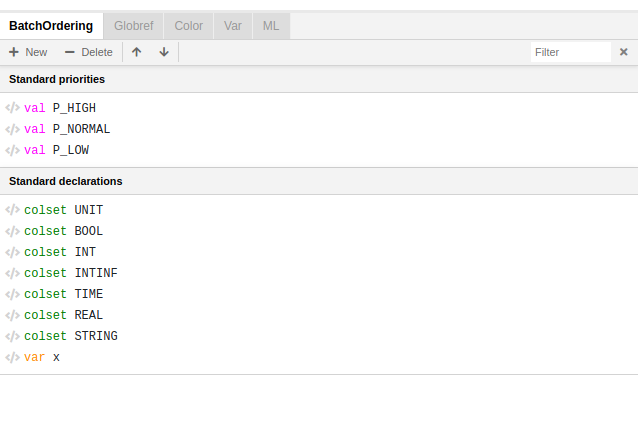 BatchOrdering Globref Color Var ML
New Delete Filter
Standard priorities
val P_HIGH
val P_NORMAL
val P_LOW
Standard declarations
colset UNIT
colset BOOL
colset INT
colset INTINF
colset TIME
colset REAL
colset STRING
var x